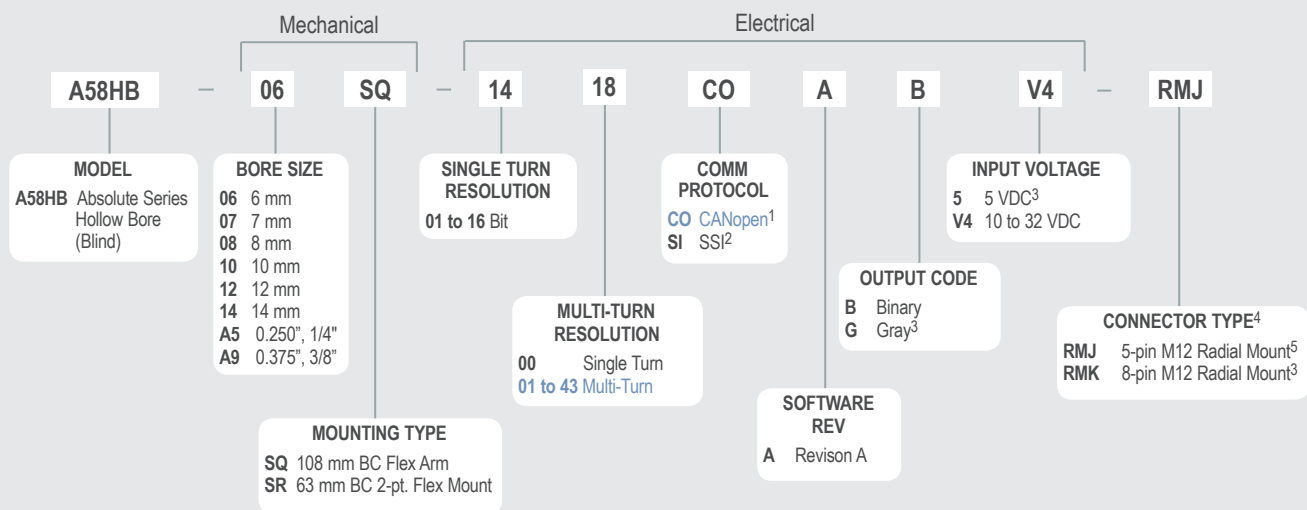 Mechanical
Electrical
A58HB – 06 SQ – 14 18 CO A B V4 – RMJ
MODEL
A58HB Absolute Series
Hollow Bore
(Blind)
BORE SIZE
06 6 mm
07 7 mm
08 8 mm
10 10 mm
12 12 mm
14 14 mm
A5 0.250”, 1/4"
A9 0.375”, 3/8”
MOUNTING TYPE
SQ 108 mm BC Flex Arm
SR 63 mm BC 2-pt. Flex Mount
SINGLE TURN
RESOLUTION
01 to 16 Bit
MULTI-TURN
RESOLUTION
00 Single Turn
01 to 43 Multi-Turn
COMM
PROTOCOL
CO CANopen1
SI SSI2
SOFTWARE
REV
A Revison A
OUTPUT CODE
B Binary
G Gray3
INPUT VOLTAGE
5 5 VDC3
V4 10 to 32 VDC
CONNECTOR TYPE4
RMJ 5-pin M12 Radial Mount5
RMK 8-pin M12 Radial Mount3